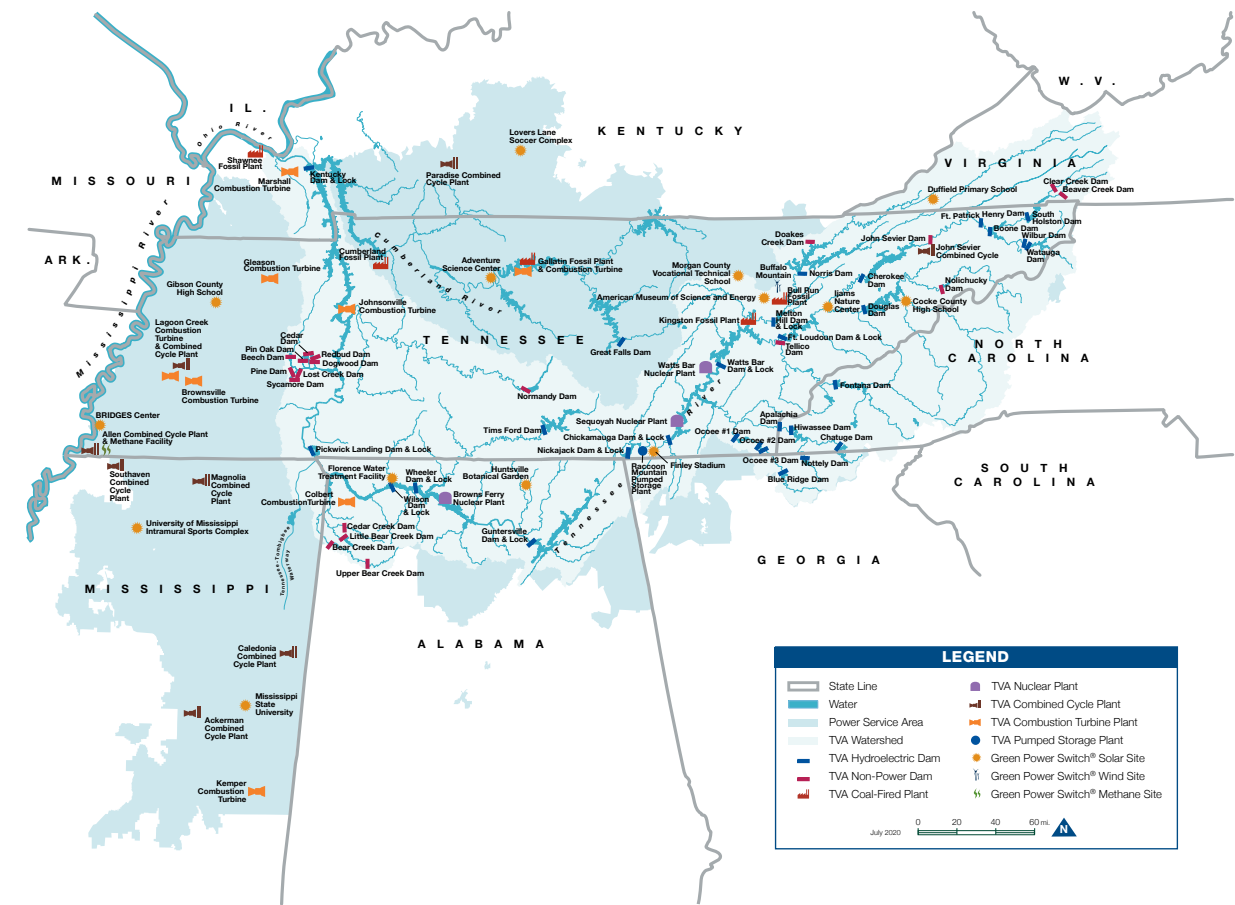 I L .
W . V .
K E N T U C K Y
V I R G I N I A
M I S S O U R I
A R K .
T E N N E S S E E
N O R T H
C A R O L I N A
S O U T H
C A R O L I N A
G E O R G I A
A L A B A M A
M I S S I S S I P P I
Ohio River
Mississippi River
Mississippi River
Cumberland River
Tennessee
River
Tennessee-Tombigbee
Waterway
Lovers Lane
Soccer Complex
Shawnee
Fossil Plant
Marshall
Combustion Turbine
Kentucky
Dam & Lock
Paradise Combined
Cycle Plant
Duffield Primary School
Clear Creek Dam
Beaver Creek Dam
Ft. Patrick Henry Dam
South
Holston Dam
Boone Dam
Wilbur Dam
Watauga
Dam
Doakes
Creek Dam
John Sevier Dam
John Sevier
Combined Cycle
Cumberland
Fossil Plant
Gleason
Combustion Turbine
Adventure
Science Center
Gallatin Fossil Plant
& Combustion Turbine
Morgan County
Vocational Technical
School
Buffalo
Mountain
Norris Dam
Cherokee
Dam
Nolichucky
Dam
Gibson County
High School
American Museum of Science and Energy
Bull Run
Fossil
Plant
Ijams
Nature
Center
Douglas
Dam
Cocke County
High School
Johnsonville
Combustion Turbine
Kingston Fossil Plant
Melton
Hill Dam
& Lock
Ft. Loudoun Dam & Lock
Tellico
Dam
Lagoon Creek
Combustion
Turbine
& Combined
Cycle Plant
Brownsville
Combustion Turbine
Cedar
Dam
Pin Oak Dam
Beech Dam
Redbud Dam
Dogwood Dam
Pine Dam
Lost Creek Dam
Sycamore Dam
Great Falls Dam
Watts Bar
Nuclear Plant
Watts Bar
Dam & Lock
Fontana Dam
Normandy Dam
BRIDGES Center
Allen Combined Cycle Plant
& Methane Facility
Sequoyah Nuclear Plant
Tims Ford Dam
Chickamauga Dam & Lock
Nickajack Dam & Lock
Apalachia
Dam
Hiwassee Dam
Ocoee #1 Dam
Ocoee #2 Dam
Ocoee #3 Dam
Chatuge
Dam
Nottely Dam
Blue Ridge Dam
Pickwick Landing Dam & Lock
Raccoon
Mountain
Pumped
Storage
Plant
Finley Stadium
Southaven
Combined
Cycle
Plant
Magnolia
Combined
Cycle
Plant
Florence Water
Treatment Facility
Wheeler
Dam & Lock
Huntsville
Botanical Garden
Colbert
CombustionTurbine
Wilson
Dam
& Lock
Browns Ferry
Nuclear Plant
University of Mississippi
Intramural Sports Complex
Cedar Creek Dam
Little Bear Creek Dam
Bear Creek Dam
Upper Bear Creek Dam
Guntersville
Dam & Lock
Caledonia
Combined
Cycle Plant
Mississippi
State
University
Ackerman
Combined
Cycle Plant
Kemper
Combustion
Turbine
LEGEND
State Line
Water
Power Service Area
TVA Watershed
TVA Hydroelectric Dam
TVA Non-Power Dam
TVA Coal-Fired Plant
TVA Nuclear Plant
TVA Combined Cycle Plant
TVA Combustion Turbine Plant
TVA Pumped Storage Plant
Green Power Switch® Solar Site
Green Power Switch® Wind Site
Green Power Switch® Methane Site
July 2020
0 20 40 60 mi.
N